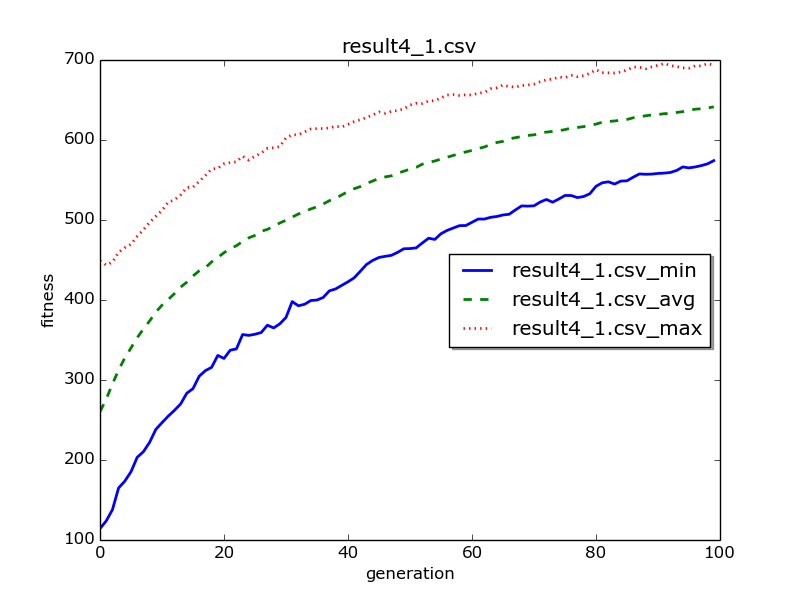 result4_1.csv
700
600
500
400
300
200
100
fitness
result4_1.csv_min
result4_1.csv_avg
result4_1.csv_max
0 20 40 60 80 100
generation